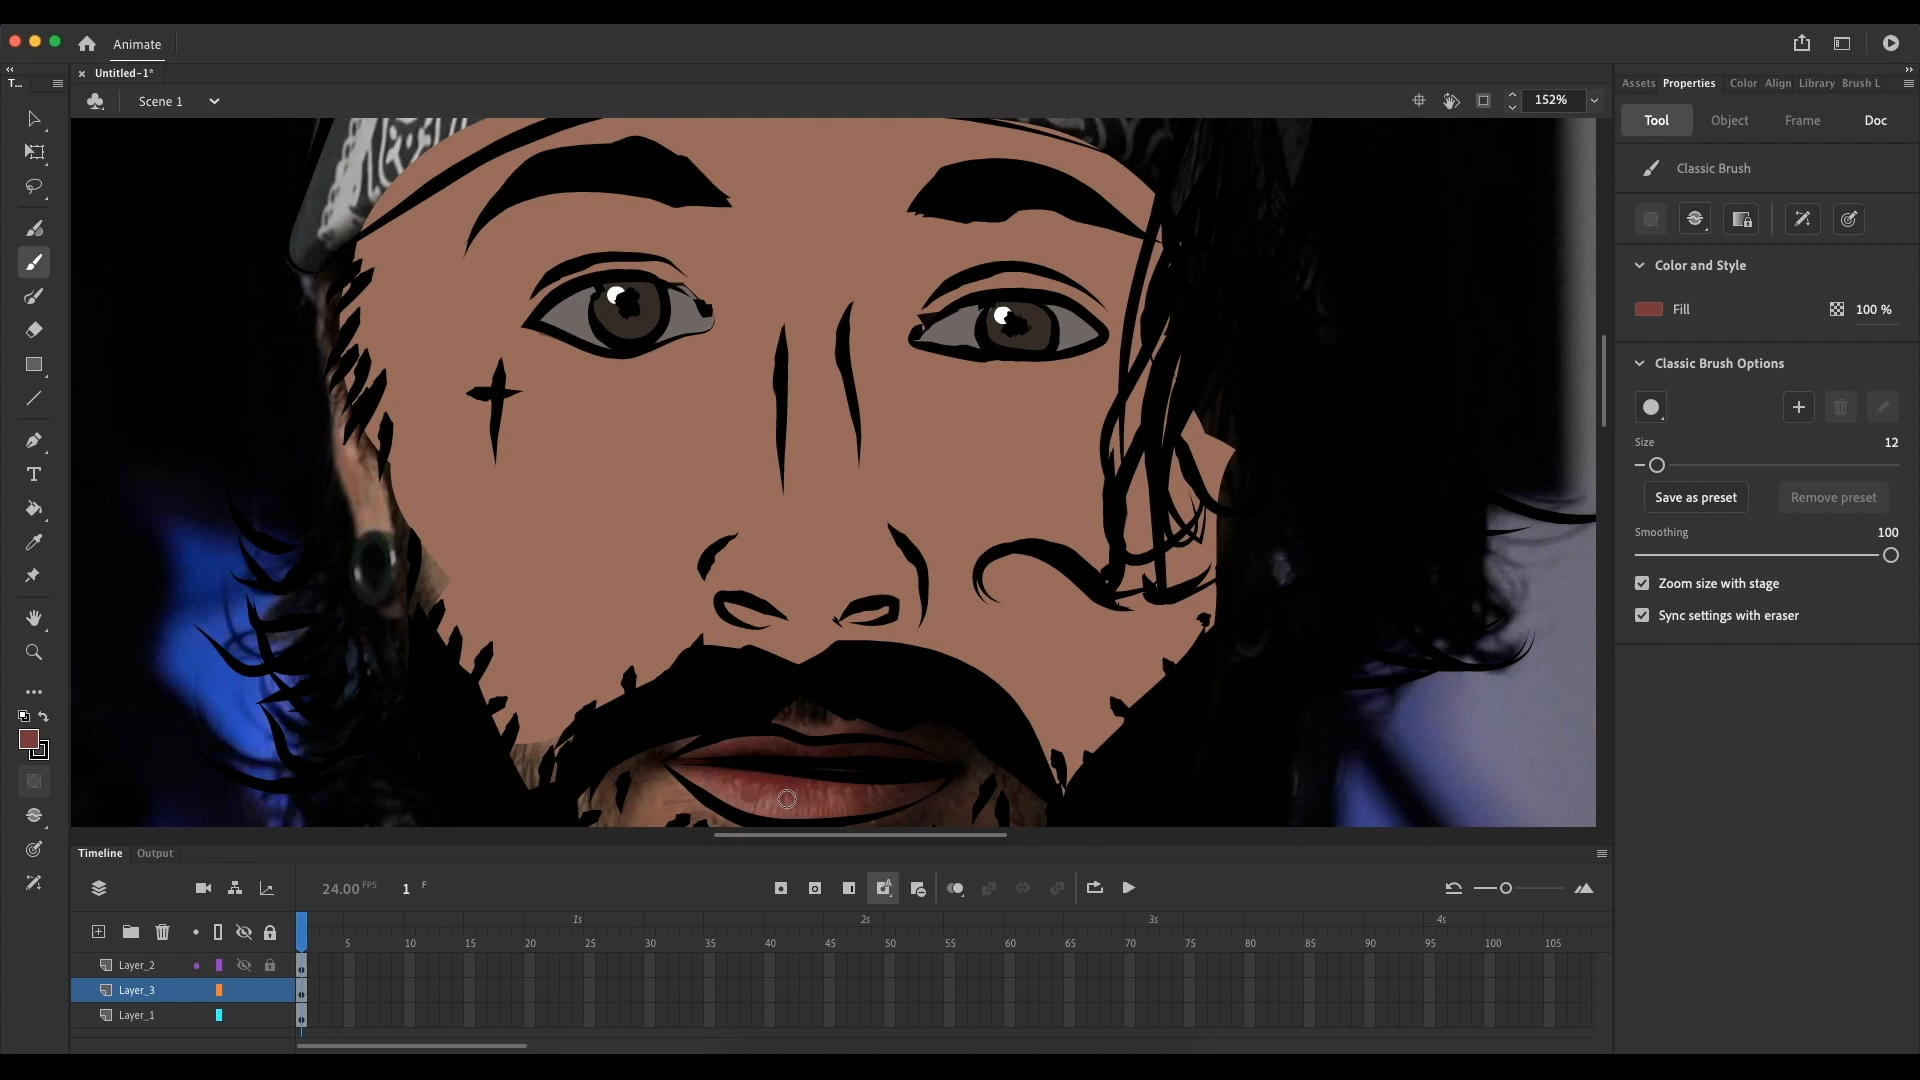 Animate
T...
Untitled-1*
Scene 1
152%
Assets Properties Color Align Library Brush L
Tool Object Frame Doc
Classic Brush
Color and Style
Fill 100 %
Classic Brush Options
Size 12
Save as preset Remove preset
Smoothing 100
Zoom size with stage
Sync settings with eraser
Timeline Output
24.00 FPS 1 F
1s 2s 3s 4s
5 10 15 20 25 30 35 40 45 50 55 60 65 70 75 80 85 90 95 100 105
Layer_2
Layer_3
Layer_1